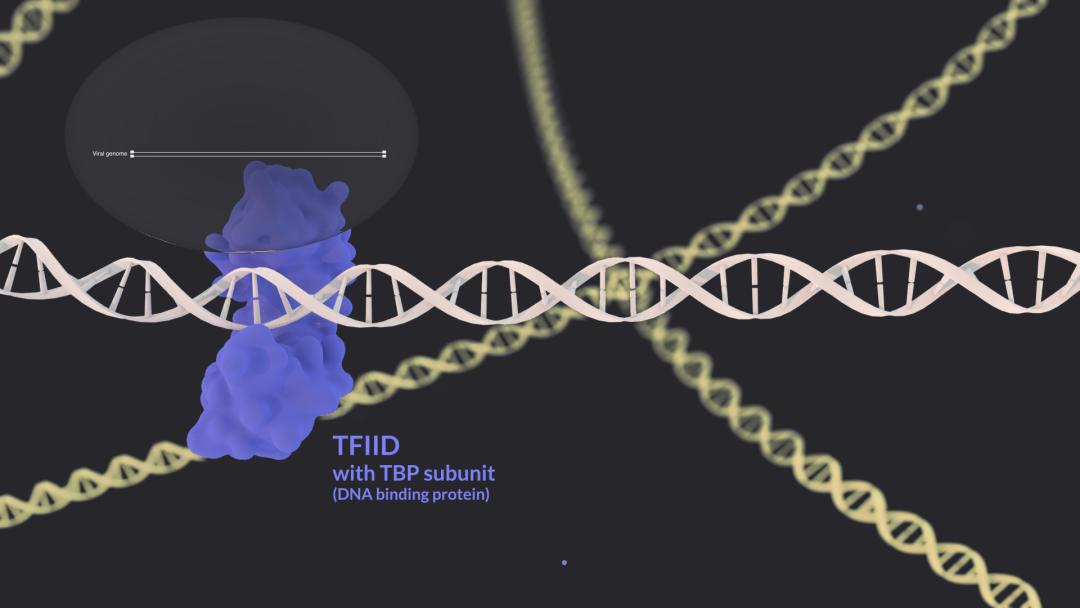 Viral genome
TFIID
with TBP subunit
(DNA binding protein)